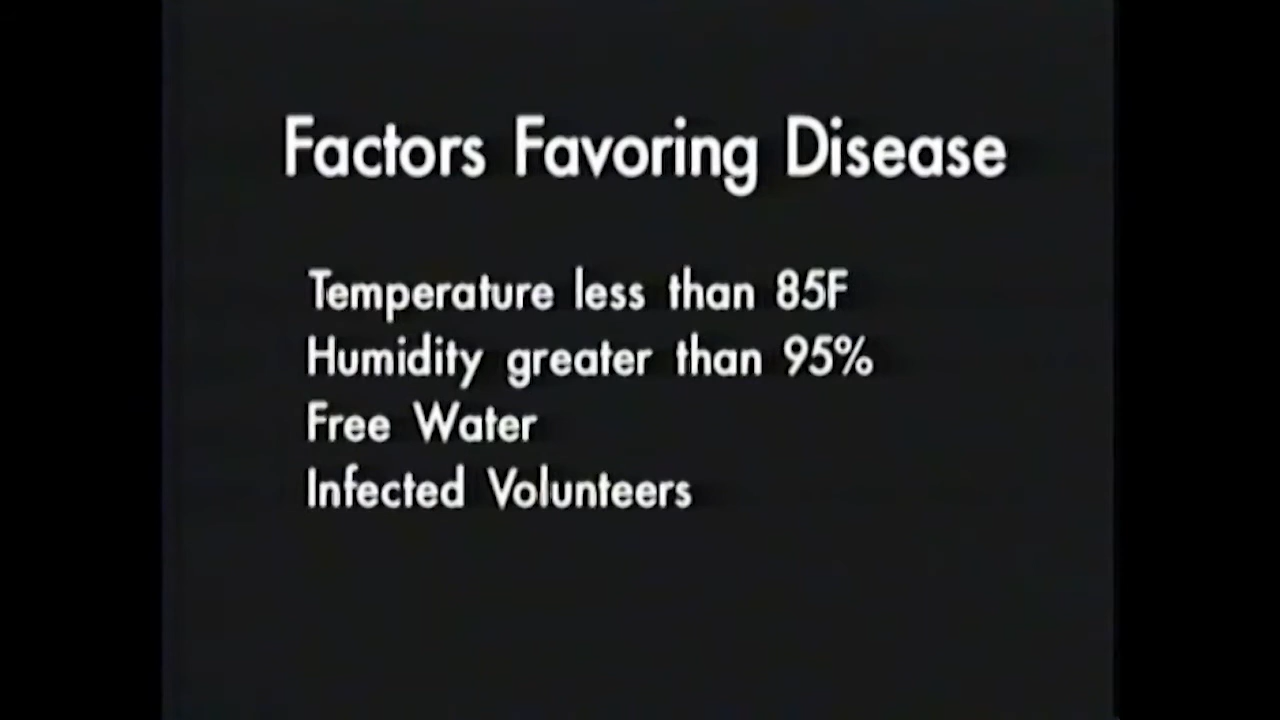 Factors Favoring Disease
Temperature less than 85F
Humidity greater than 95%
Free Water
Infected Volunteers